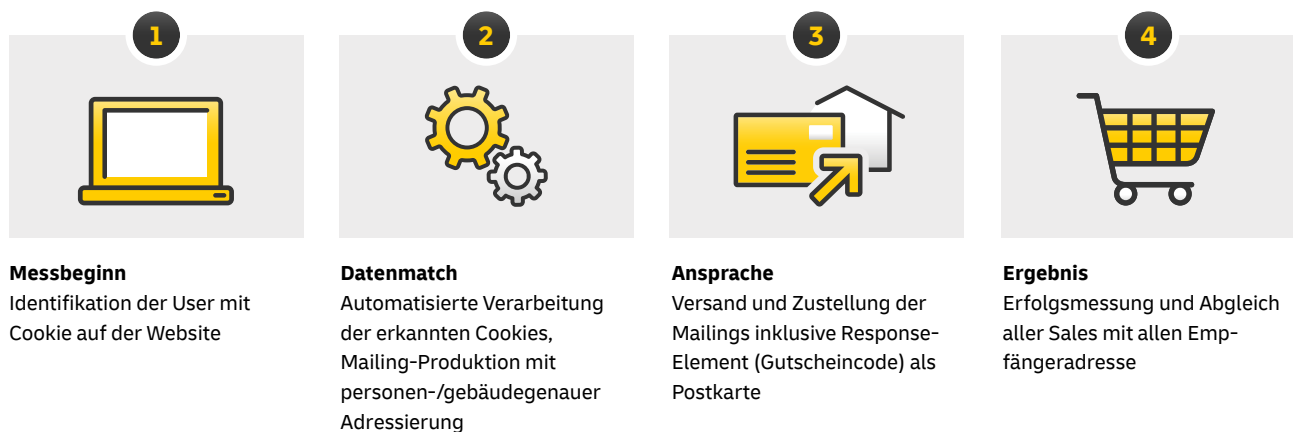 1
2
3
4
Messbeginn
Identifikation der User mit
Cookie auf der Website
Datenmatch
Automatisierte Verarbeitung
der erkannten Cookies,
Mailing-Produktion mit
personen-/gebäudegenauer
Adressierung
Ansprache
Versand und Zustellung der
Mailings inklusive Response-
Element (Gutscheincode) als
Postkarte
Ergebnis
Erfolgsmessung und Abgleich
aller Sales mit allen Emp-
fängeradresse